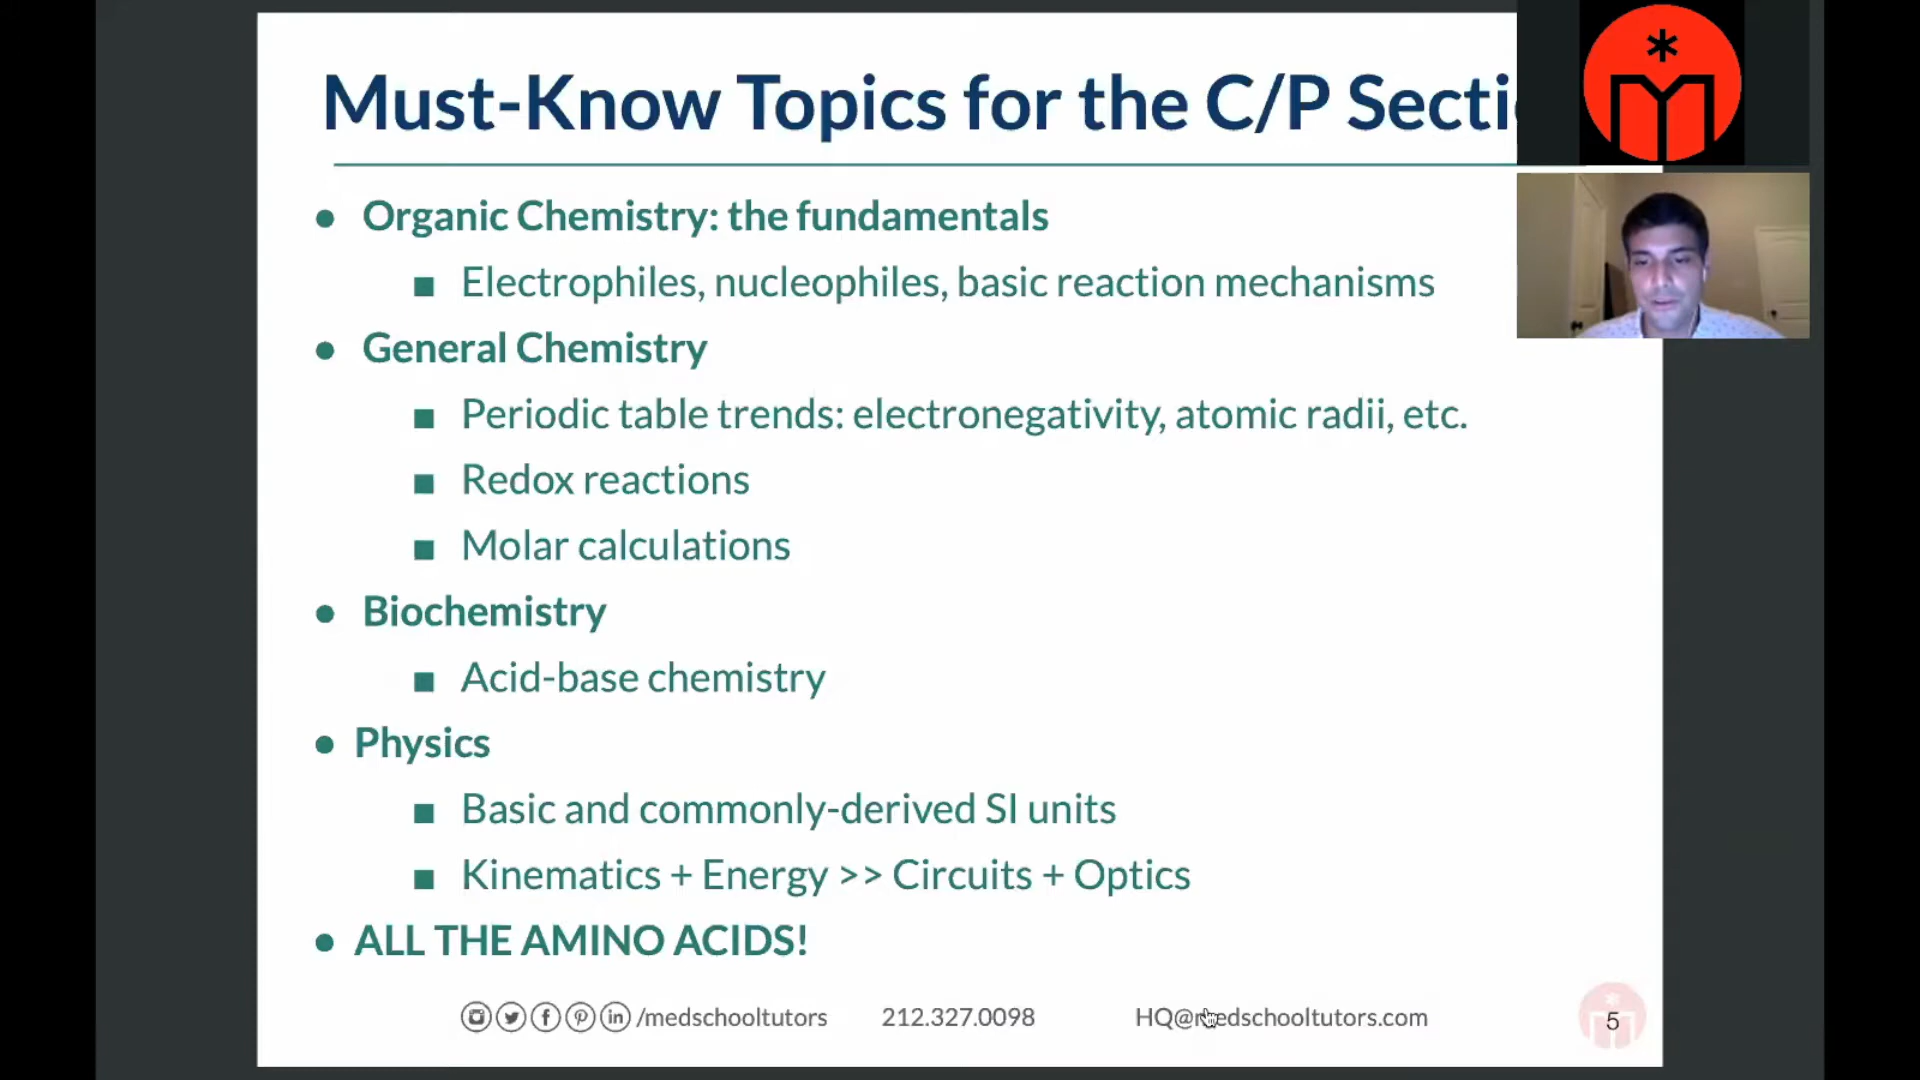 Must-Know Topics for the C/P Secti
Organic Chemistry: the fundamentals
Electrophiles, nucleophiles, basic reaction mechanisms
General Chemistry
Periodic table trends: electronegativity, atomic radii, etc.
Redox reactions
Molar calculations
Biochemistry
Acid-base chemistry
Physics
Basic and commonly-derived SI units
Kinematics + Energy >> Circuits + Optics
ALL THE AMINO ACIDS!
/medschooltutors 212.327.0098 HQ@medschooltutors.com
5